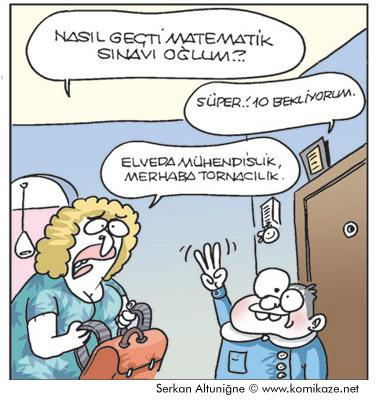 NASIL GEÇTİ MATEMATİK
SINAVI OĞLUM?..
SÜPER..! 10 BEKLİYORUM.
ELVEDA MÜHENDİSLİK,
MERHABA TORNACILIK.
Serkan Altuniğne © www.komikaze.net